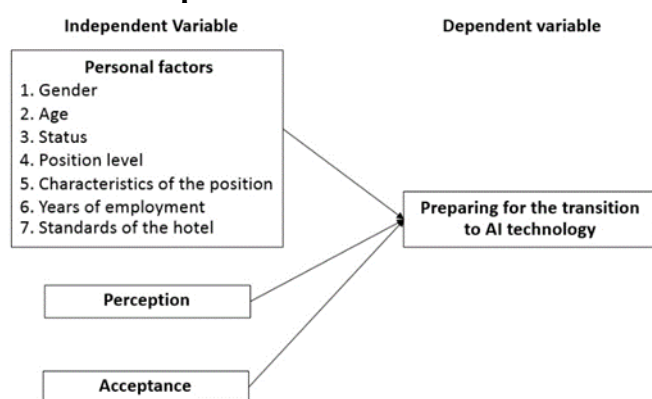 Independent Variable
Dependent variable
Personal factors
1. Gender
2. Age
3. Status
4. Position level
5. Characteristics of the position
6. Years of employment
7. Standards of the hotel
Preparing for the transition
to AI technology
Perception
Acceptance